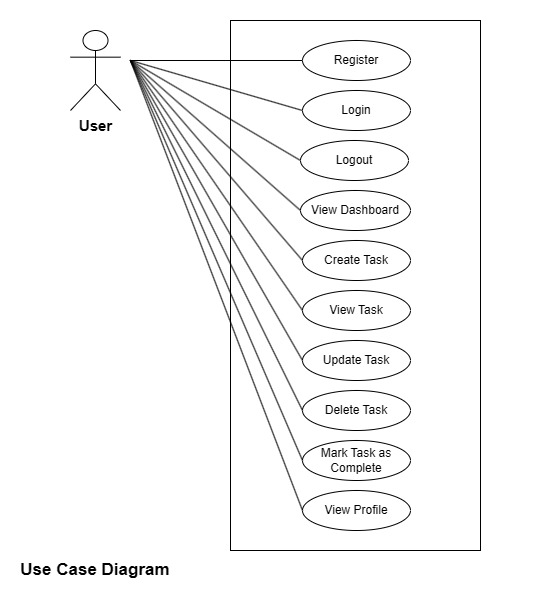 Register
Login
User
Logout
View Dashboard
Create Task
View Task
Update Task
Delete Task
Mark Task as
Complete
View Profile
Use Case Diagram